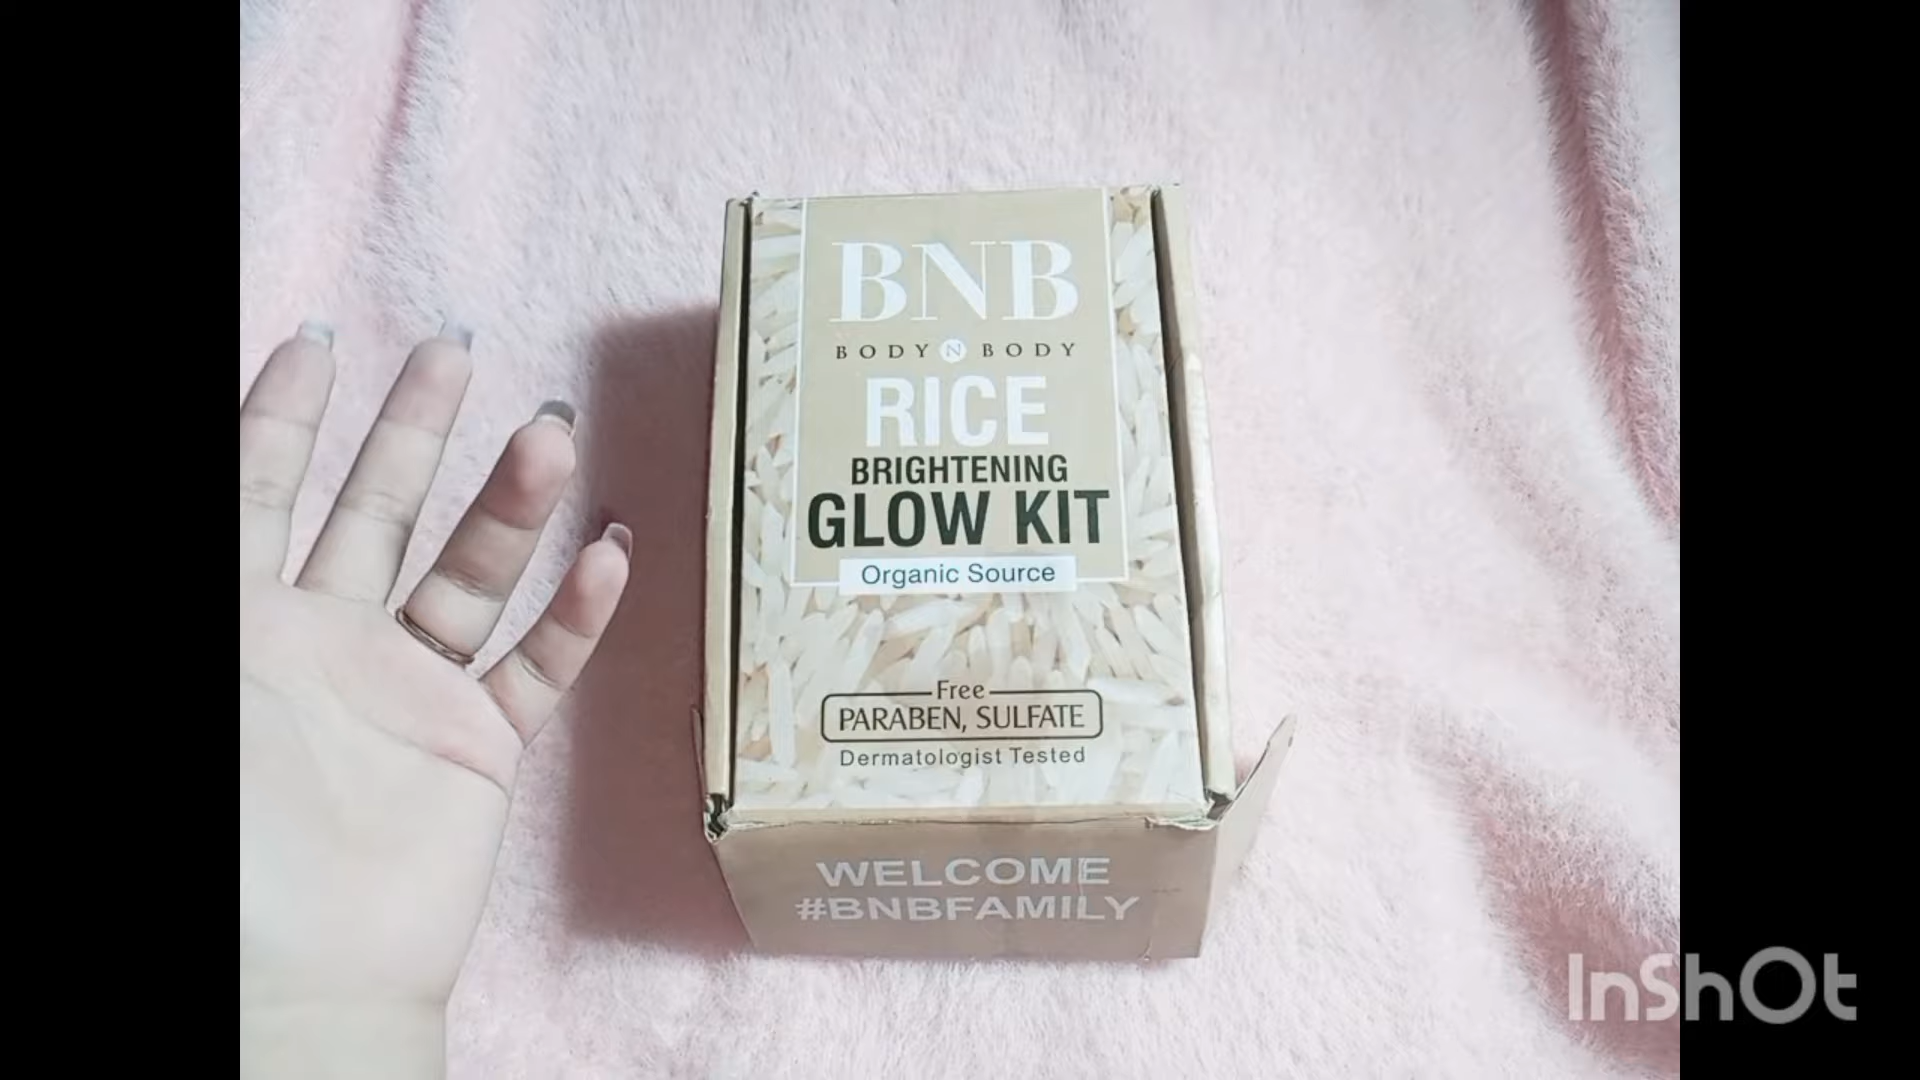 BNB
BODY N BODY
RICE
BRIGHTENING
GLOW KIT
Organic Source
Free
PARABEN, SULFATE
Dermatologist Tested
WELCOME
#BNBFAMILY
InShOt